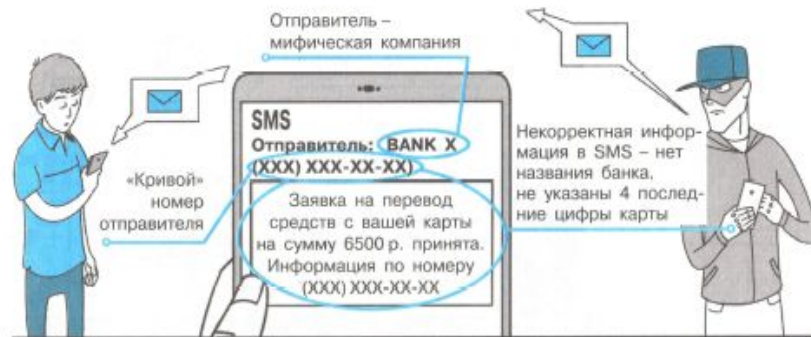 Отправитель –
мифическая компания
SMS
Отправитель: BANK X
(XXX) XXX-XX-XX)
Заявка на перевод
средств с вашей карты
на сумму 6500 р. принята.
Информация по номеру
(XXX) XXX-XX-XX
«Кривой»
номер
отправителя
Некорректная инфор-
мация в SMS – нет
названия банка,
не указаны 4 послед-
ние цифры карты